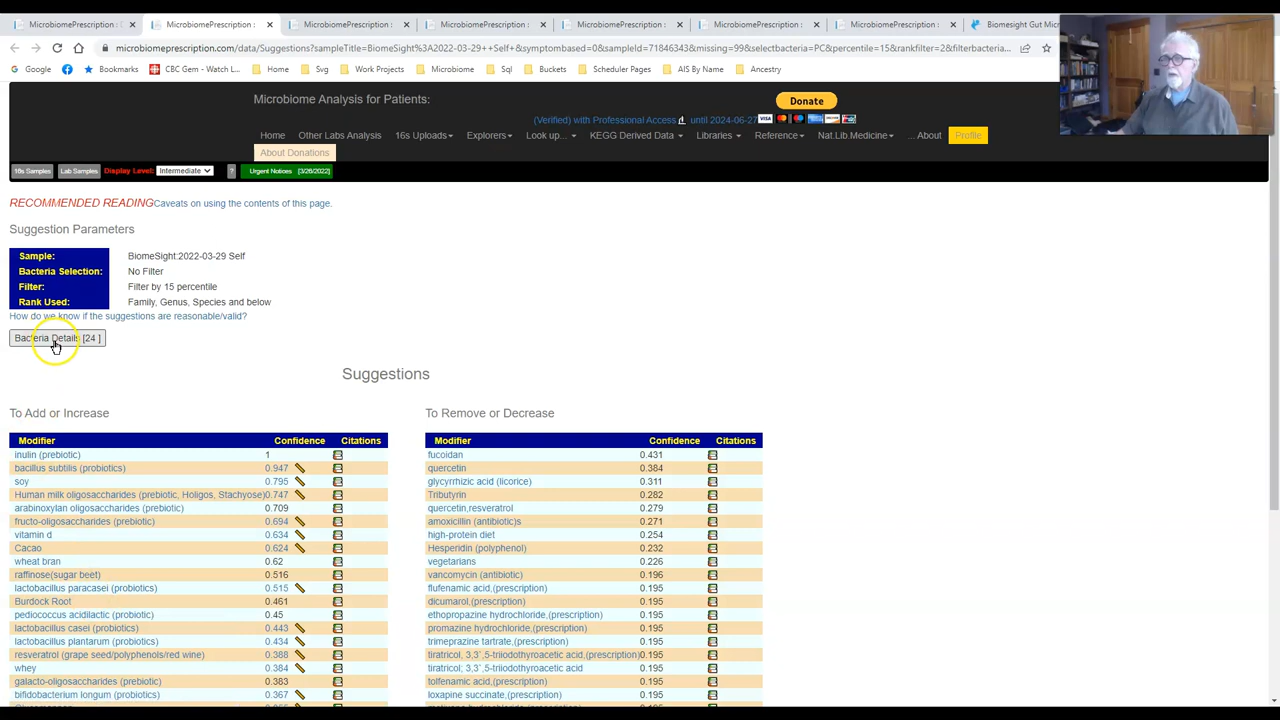 MicrobiomePrescription : MicrobiomePrescription : MicrobiomePrescription : MicrobiomePrescription : MicrobiomePrescription : MicrobiomePrescription : MicrobiomePrescription : Biomesight Gut Mic
microbiomeprescription.com/data/Suggestions?sampleTitle=BiomeSight%3A2022-03-29++Self+&symptombased=0&sampleId=71846343&missing=99&selectbacteria=PC&percentile=15&rankfilter=2&filterbacteria...
Google Bookmarks CBC Gem - Watch L... Home Svg Work Projects Microbiome Sql Buckets Scheduler Pages AIS By Name Ancestry
Microbiome Analysis for Patients:
Donate
(Verified) with Professional Access until 2024-06-27
Home Other Labs Analysis 16s Uploads Explorers Look up... KEGG Derived Data Libraries Reference Nat.Lib.Medicine ... About Profile
About Donations
16s Samples Lab Samples Display Level: Intermediate ? Urgent Notices [3/26/2022]
RECOMMENDED READING Caveats on using the contents of this page.
Suggestion Parameters
Sample: BiomeSight:2022-03-29 Self
Bacteria Selection: No Filter
Filter: Filter by 15 percentile
Rank Used: Family, Genus, Species and below
How do we know if the suggestions are reasonable/valid?
Bacteria Details [24 ]
Suggestions
To Add or Increase
Modifier Confidence Citations
inulin (prebiotic) 1
bacillus subtilis (probiotics) 0.947
soy 0.795
Human milk oligosaccharides (prebiotic, Holigos, Stachyose) 0.747
arabinoxylan oligosaccharides (prebiotic) 0.709
fructo-oligosaccharides (prebiotic) 0.694
vitamin d 0.634
Cacao 0.624
wheat bran 0.62
raffinose(sugar beet) 0.516
lactobacillus paracasei (probiotics) 0.515
Burdock Root 0.461
pediococcus acidilactic (probiotic) 0.45
lactobacillus casei (probiotics) 0.443
lactobacillus plantarum (probiotics) 0.434
resveratrol (grape seed/polyphenols/red wine) 0.388
whey 0.384
galacto-oligosaccharides (prebiotic) 0.383
bifidobacterium longum (probiotics) 0.367
To Remove or Decrease
Modifier Confidence Citations
fucoidan 0.431
quercetin 0.384
glycyrrhizic acid (licorice) 0.311
Tributyrin 0.282
quercetin,resveratrol 0.279
amoxicillin (antibiotic)s 0.271
high-protein diet 0.254
Hesperidin (polyphenol) 0.232
vegetarians 0.226
vancomycin (antibiotic) 0.196
flufenamic acid,(prescription) 0.195
dicumarol,(prescription) 0.195
ethopropazine hydrochloride,(prescription) 0.195
promazine hydrochloride,(prescription) 0.195
trimeprazine tartrate,(prescription) 0.195
tiratricol, 3,3`,5-triiodothyroacetic acid,(prescription) 0.195
tiratricol; 3,3`,5-triiodothyroacetic acid 0.195
tolfenamic acid,(prescription) 0.195
loxapine succinate,(prescription) 0.195